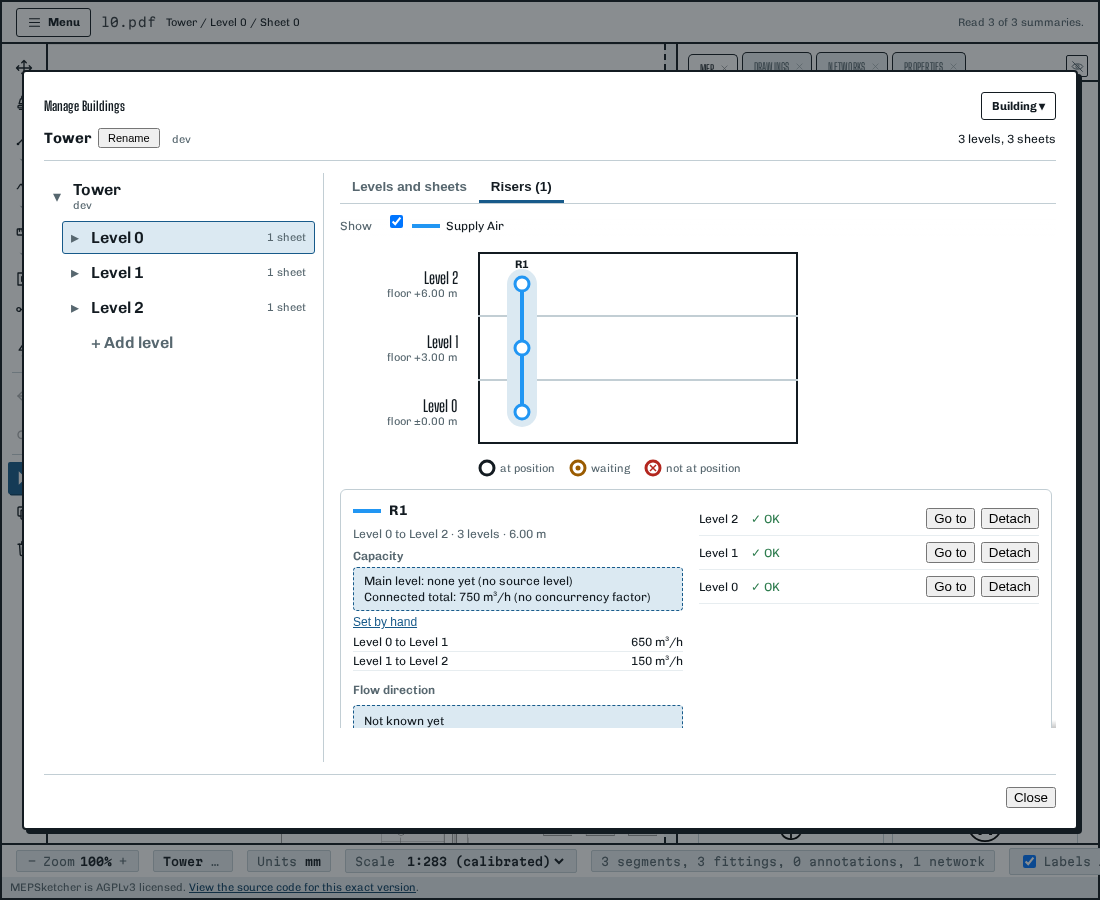 Menu
l0.pdf
Tower / Level 0 / Sheet 0
Read 3 of 3 summaries.
MEP ×
DRAWINGS ×
NETWORKS ×
PROPERTIES ×
Manage Buildings
Building ▾
Tower
Rename
dev
3 levels, 3 sheets
▼ Tower
dev
▶ Level 0 1 sheet
▶ Level 1 1 sheet
▶ Level 2 1 sheet
+ Add level
Levels and sheets
Risers (1)
Show
Supply Air
R1
Level 2
floor +6.00 m
Level 1
floor +3.00 m
Level 0
floor ±0.00 m
at position
waiting
not at position
R1
Level 0 to Level 2 · 3 levels · 6.00 m
Capacity
Main level: none yet (no source level)
Connected total: 750 m³/h (no concurrency factor)
Set by hand
Level 0 to Level 1 650 m³/h
Level 1 to Level 2 150 m³/h
Flow direction
Not known yet
Level 2 ✓ OK Go to Detach
Level 1 ✓ OK Go to Detach
Level 0 ✓ OK Go to Detach
Close
− Zoom 100% +
Tower …
Units mm
Scale 1:283 (calibrated)
3 segments, 3 fittings, 0 annotations, 1 network
Labels
MEPSketcher is AGPLv3 licensed. View the source code for this exact version.